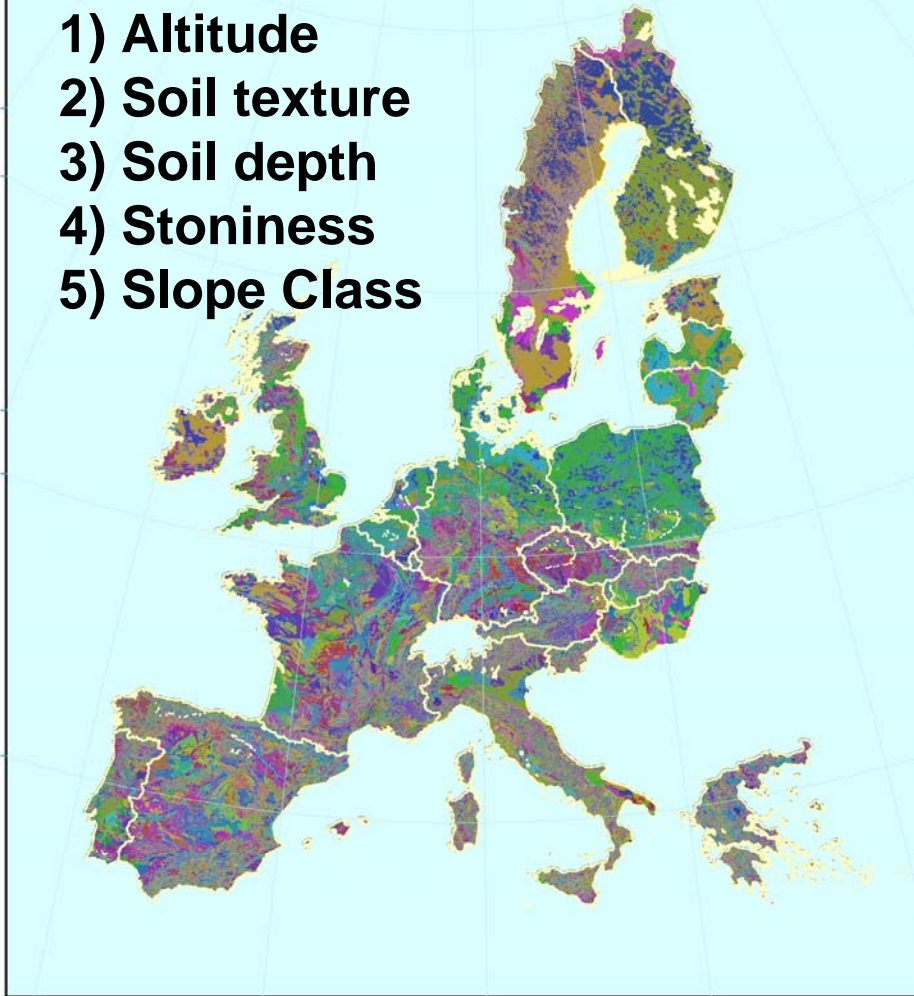 1) Altitude
2) Soil texture
3) Soil depth
4) Stoniness
5) Slope Class